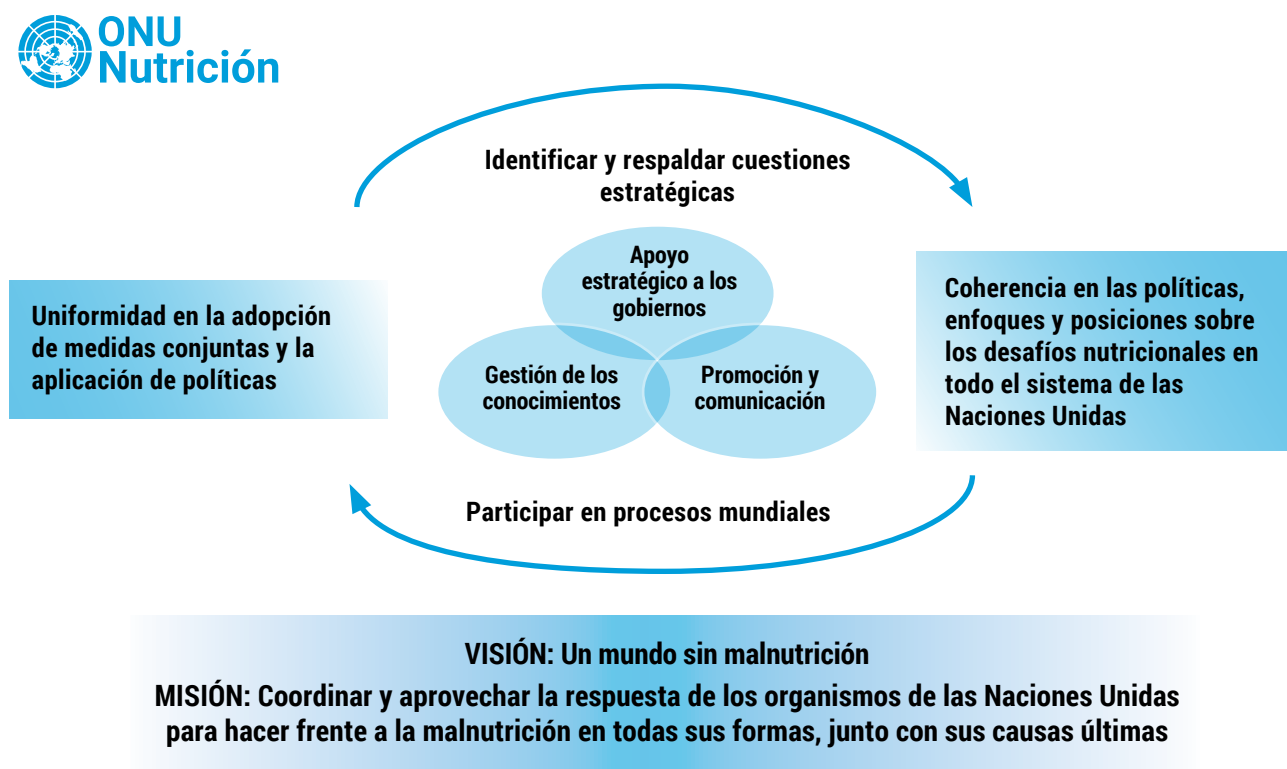 ONU
Nutrición
Identificar y respaldar cuestiones
estratégicas
Apoyo
estratégico a los
gobiernos
Uniformidad en la adopción
de medidas conjuntas y la
aplicación de políticas
Gestión de los
conocimientos
Promoción y
comunicación
Coherencia en las políticas,
enfoques y posiciones sobre
los desafíos nutricionales en
todo el sistema de las
Naciones Unidas
Participar en procesos mundiales
VISIÓN: Un mundo sin malnutrición
MISIÓN: Coordinar y aprovechar la respuesta de los organismos de las Naciones Unidas
para hacer frente a la malnutrición en todas sus formas, junto con sus causas últimas